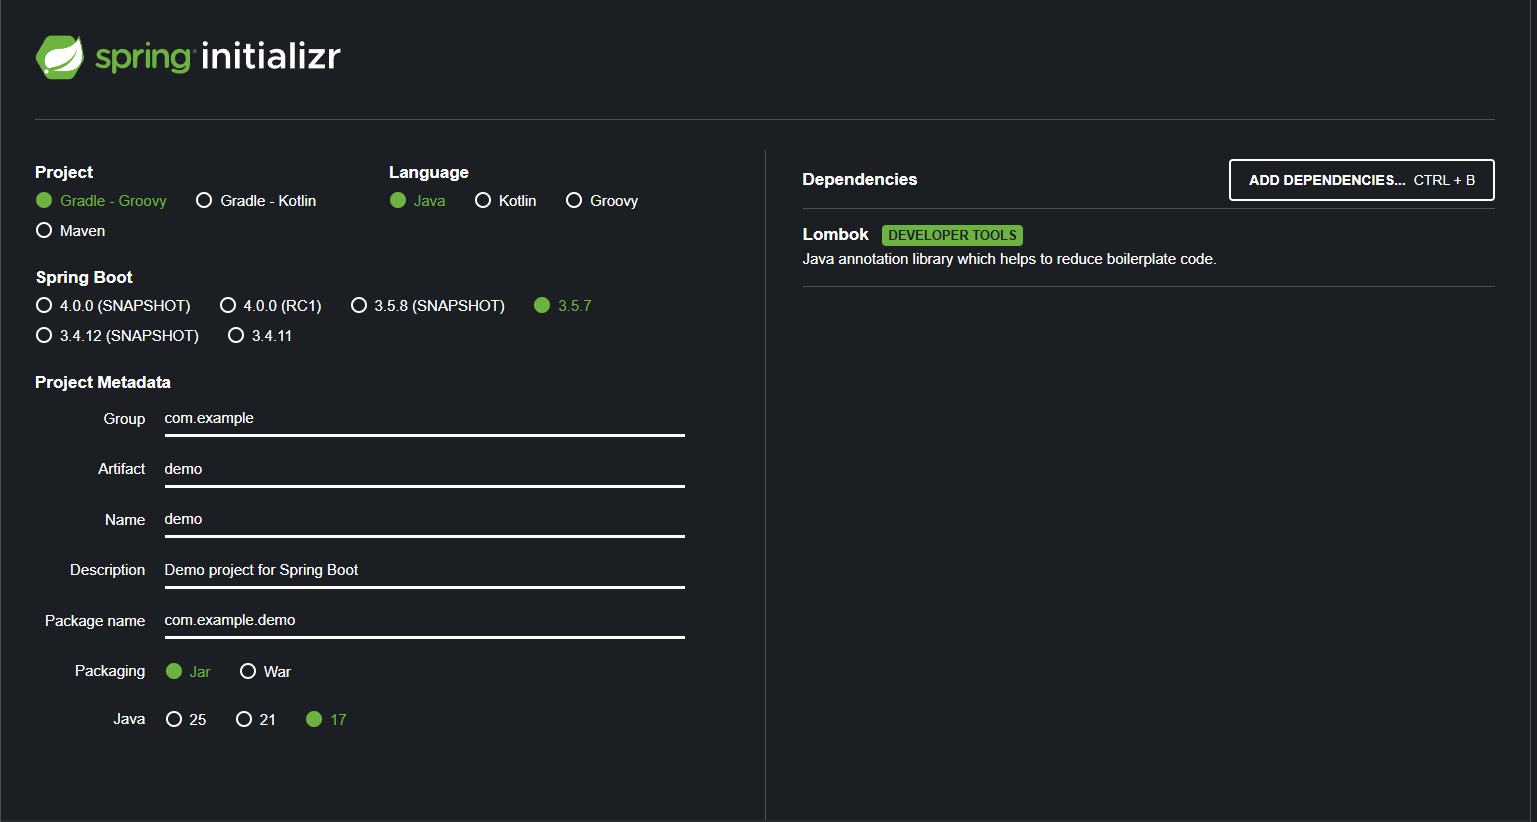 spring initializr
Project
Gradle - Groovy
Gradle - Kotlin
Maven
Language
Java
Kotlin
Groovy
Spring Boot
4.0.0 (SNAPSHOT)
4.0.0 (RC1)
3.5.8 (SNAPSHOT)
3.5.7
3.4.12 (SNAPSHOT)
3.4.11
Project Metadata
Group com.example
Artifact demo
Name demo
Description Demo project for Spring Boot
Package name com.example.demo
Packaging Jar War
Java 25 21 17
Dependencies
ADD DEPENDENCIES... CTRL + B
Lombok DEVELOPER TOOLS
Java annotation library which helps to reduce boilerplate code.